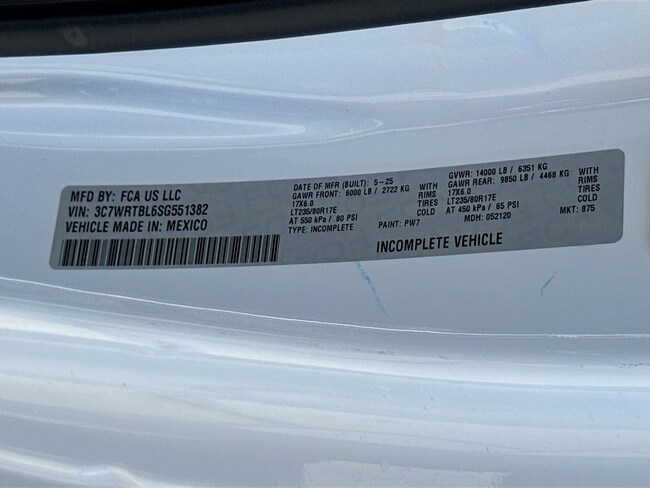 MFD BY: FCA US LLC
VIN: 3C7WRTBL6SG551382
VEHICLE MADE IN: MEXICO
DATE OF MFR (BUILT): 5-25
GAWR FRONT: 6000 LB / 2722 KG WITH
17X6.0 RIMS
LT235/80R17E TIRES
AT 550 kPa / 80 PSI COLD
TYPE: INCOMPLETE PAINT: PW7
GVWR: 14000 LB / 6351 KG
GAWR REAR: 9850 LB / 4468 KG WITH
17X6.0 RIMS
LT235/80R17E TIRES
AT 450 kPa / 65 PSI COLD
MDH: 052120 MKT: 875
INCOMPLETE VEHICLE